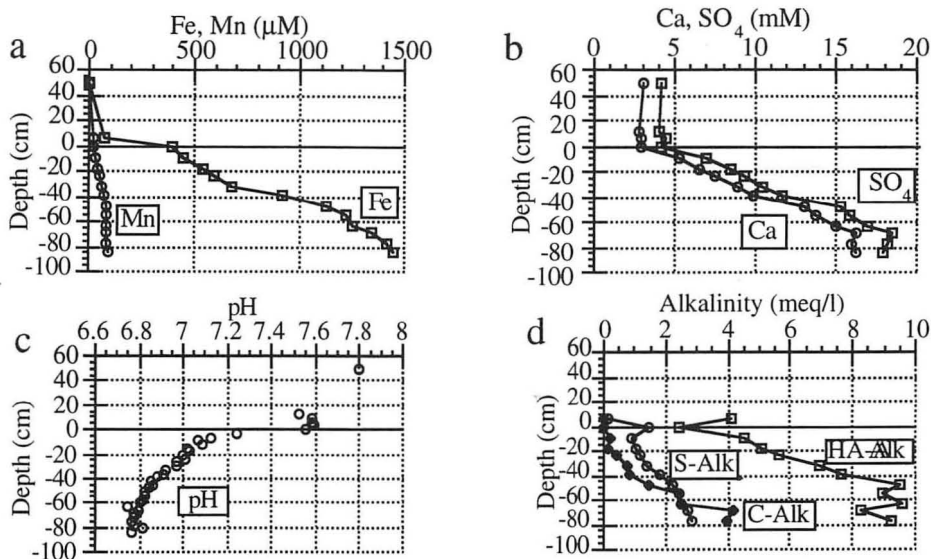 a
Fe, Mn (μM)
0 500 1000 1500
Depth (cm)
60
40
20
0
-20
-40
-60
-80
-100
Mn
Fe
b
Ca, SO4 (mM)
0 5 10 15 20
Depth (cm)
60
40
20
0
-20
-40
-60
-80
-100
SO4
Ca
c
pH
6.6 6.8 7 7.2 7.4 7.6 7.8 8
Depth (cm)
60
40
20
0
-20
-40
-60
-80
-100
pH
d
Alkalinity (meq/l)
0 2 4 6 8 10
Depth (cm)
60
40
20
0
-20
-40
-60
-80
-100
HA-Alk
S-Alk
C-Alk